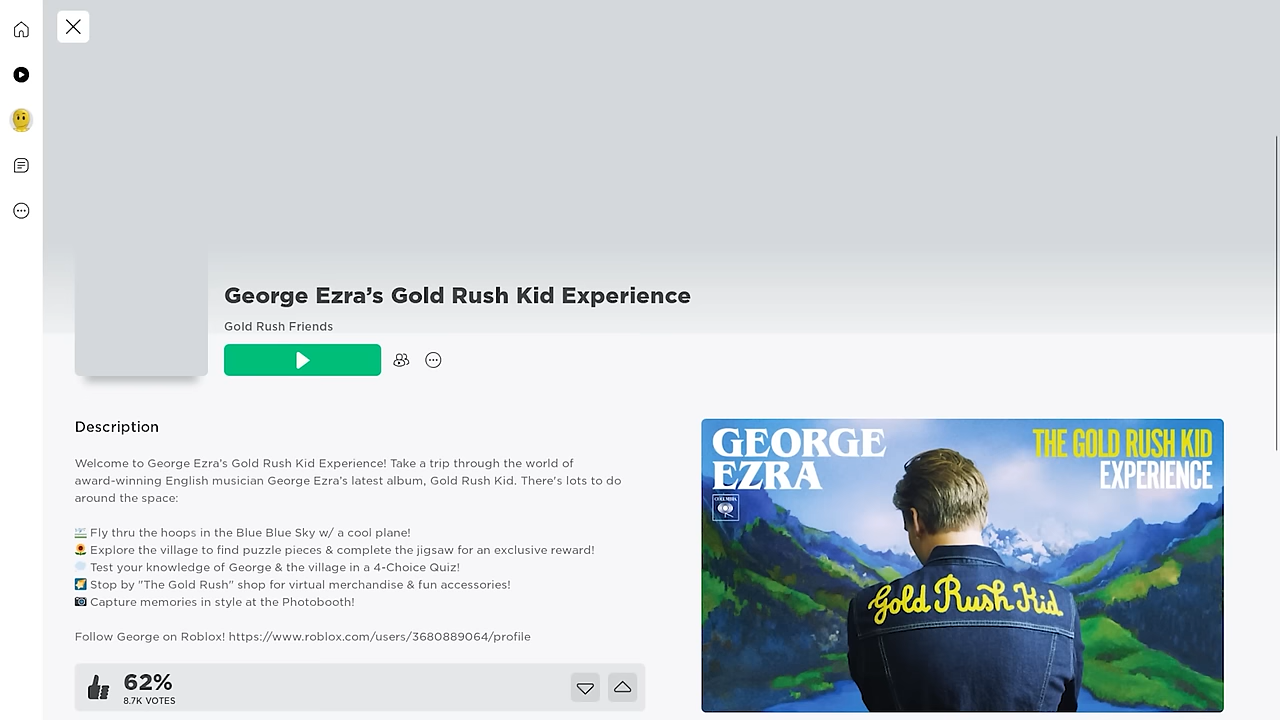 George Ezra’s Gold Rush Kid Experience
Gold Rush Friends
Description
Welcome to George Ezra's Gold Rush Kid Experience! Take a trip through the world of
award-winning English musician George Ezra's latest album, Gold Rush Kid. There's lots to do
around the space:
Fly thru the hoops in the Blue Blue Sky w/ a cool plane!
🌻 Explore the village to find puzzle pieces & complete the jigsaw for an exclusive reward!
Test your knowledge of George & the village in a 4-Choice Quiz!
Stop by "The Gold Rush" shop for virtual merchandise & fun accessories!
📸 Capture memories in style at the Photobooth!
Follow George on Roblox! https://www.roblox.com/users/3680889064/profile
62%
8.7K VOTES
GEORGE
EZRA
COLUMBIA
THE GOLD RUSH KID
EXPERIENCE
Gold Rush Kid